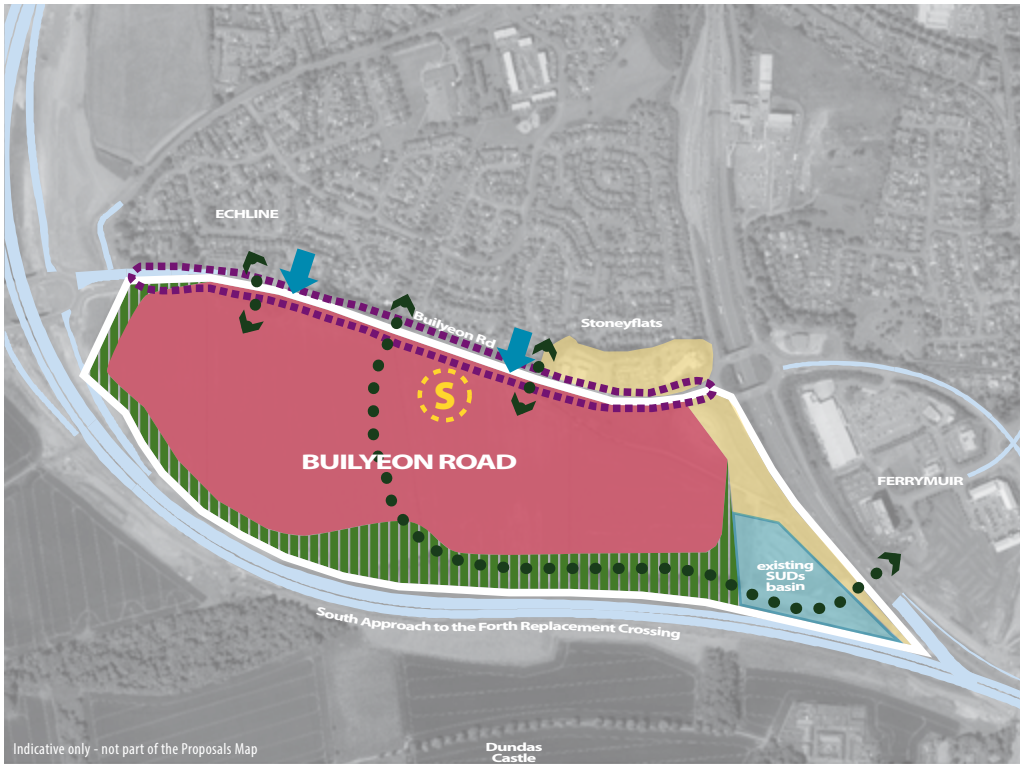 ECHLINE
Builyeon Rd
Stoneyflats
S
BUILYEON ROAD
FERRYMUIR
existing
SUDs
basin
South Approach to the Forth Replacement Crossing
Indicative only - not part of the Proposals Map
Dundas
Castle